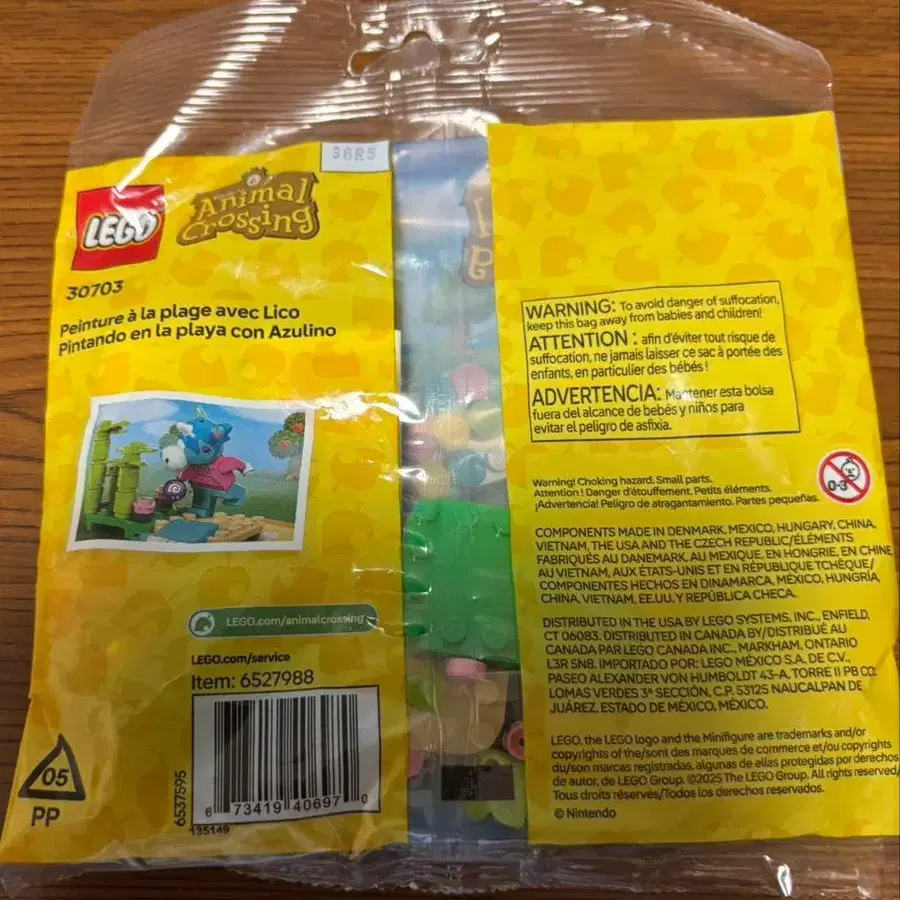 36R5
LEGO
Animal
Crossing
30703
Peinture à la plage avec Lico
Pintando en la playa con Azulino
LEGO.com/animalcrossing
LEGO.com/service
Item: 6527988
6 73419 40697 0
6537595
135149
05
PP
WARNING: To avoid danger of suffocation,
keep this bag away from babies and children!
ATTENTION : afin d'éviter tout risque de
suffocation, ne jamais laisser ce sac à portée des
enfants, en particulier des bébés !
ADVERTENCIA: Mantener esta bolsa
fuera del alcance de bebés y niños para
evitar el peligro de asfixia.
Warning! Choking hazard. Small parts.
Attention ! Danger d'étouffement. Petits éléments.
¡Advertencia! Peligro de atragantamiento. Partes pequeñas.
0-3
COMPONENTS MADE IN DENMARK, MEXICO, HUNGARY, CHINA,
VIETNAM, THE USA AND THE CZECH REPUBLIC/ÉLÉMENTS
FABRIQUÉS AU DANEMARK, AU MEXIQUE, EN HONGRIE, EN CHINE
AU VIETNAM, AUX ÉTATS-UNIS ET EN RÉPUBLIQUE TCHÈQUE/
COMPONENTES HECHOS EN DINAMARCA, MÉXICO, HUNGRÍA,
CHINA, VIETNAM, EE.UU. Y REPÚBLICA CHECA.
DISTRIBUTED IN THE USA BY LEGO SYSTEMS, INC., ENFIELD,
CT 06083. DISTRIBUTED IN CANADA BY/DISTRIBUÉ AU
CANADA PAR LEGO CANADA INC., MARKHAM, ONTARIO
L3R 5N8. IMPORTADO POR: LEGO MÉXICO S.A. DE C.V.,
PASEO ALEXANDER VON HUMBOLDT 43-A, TORRE II PB CO.
LOMAS VERDES 3ª SECCIÓN, C.P. 53125 NAUCALPAN DE
JUÁREZ, ESTADO DE MÉXICO, MÉXICO.
LEGO, the LEGO logo and the Minifigure are trademarks and/or
copyrights of the/sont des marques de commerce et/ou copyrights
du/son marcas registradas, algunas de ellas protegidas por derechos
de autor, de LEGO Group. ©2025 The LEGO Group. All rights reserved/
Tous droits réservés/Todos los derechos reservados.
© Nintendo